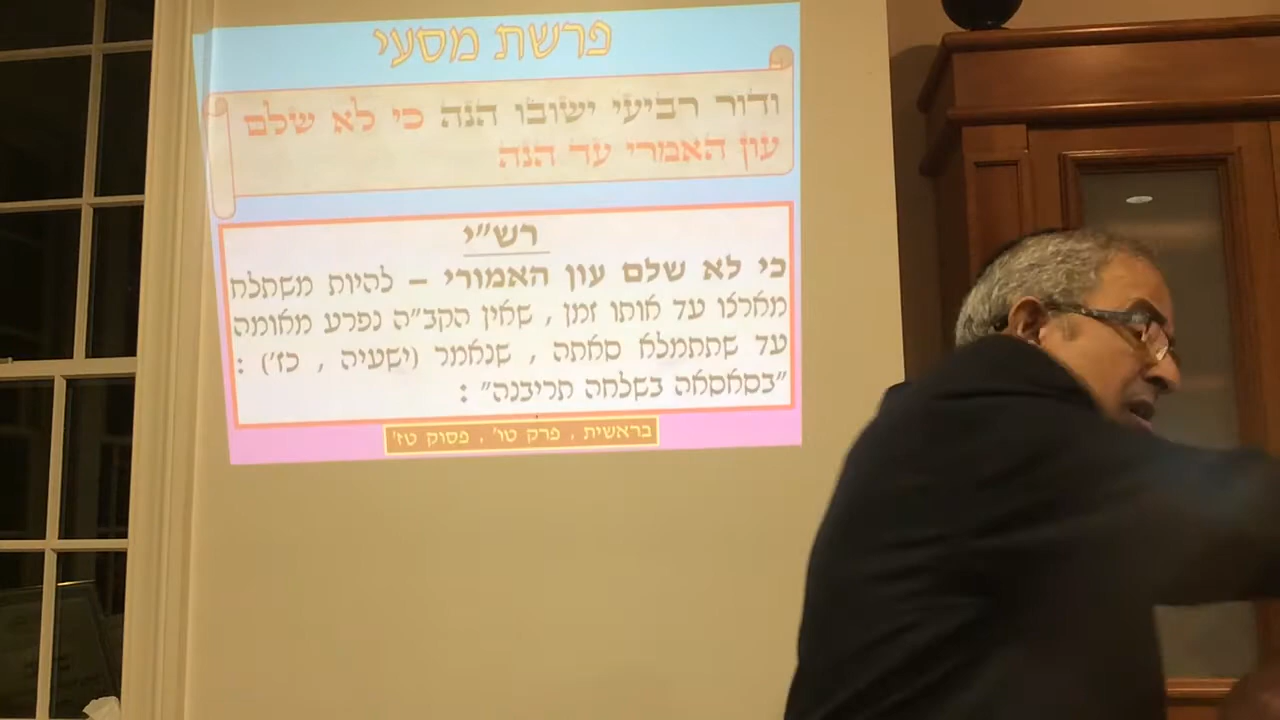 פרשת מסעי
ודור רביעי ישובו הנה כי לא שלם
עון האמרי עד הנה
רש״י
כי לא שלם עון האמורי – להיות משתלח
מארצו עד אותו זמן , שאין הקב״ה נפרע מאומה
עד שתתמלא סאתה , שנאמר (ישעיה , כז׳) :
״בסאסאה בשלחה תריבנה״ :
בראשית , פרק טו׳ , פסוק טז׳